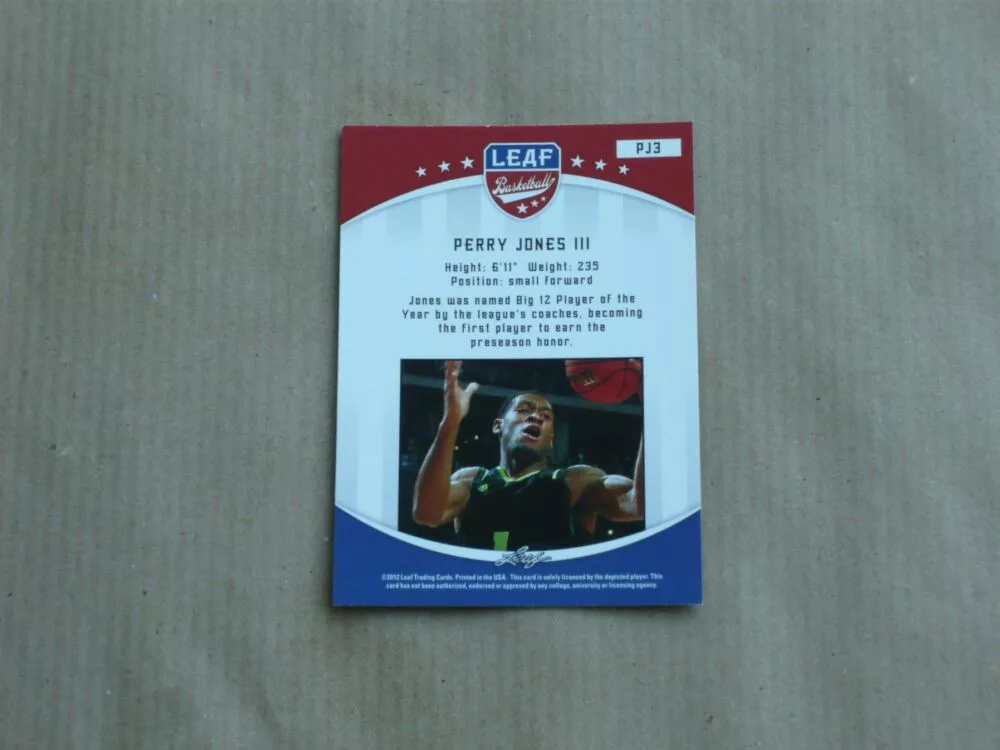 PJ3
LEAF
Basketball
PERRY JONES III
Height: 6'11" Weight: 235
Position: small forward
Jones was named Big 12 Player of the
Year by the league's coaches, becoming
the first player to earn the
preseason honor.
1
Leaf
©2012 Leaf Trading Cards. Printed in the USA. This card is solely licensed by the depicted player. This
card has not been authorized, endorsed or approved by any college, university or licensing agency.